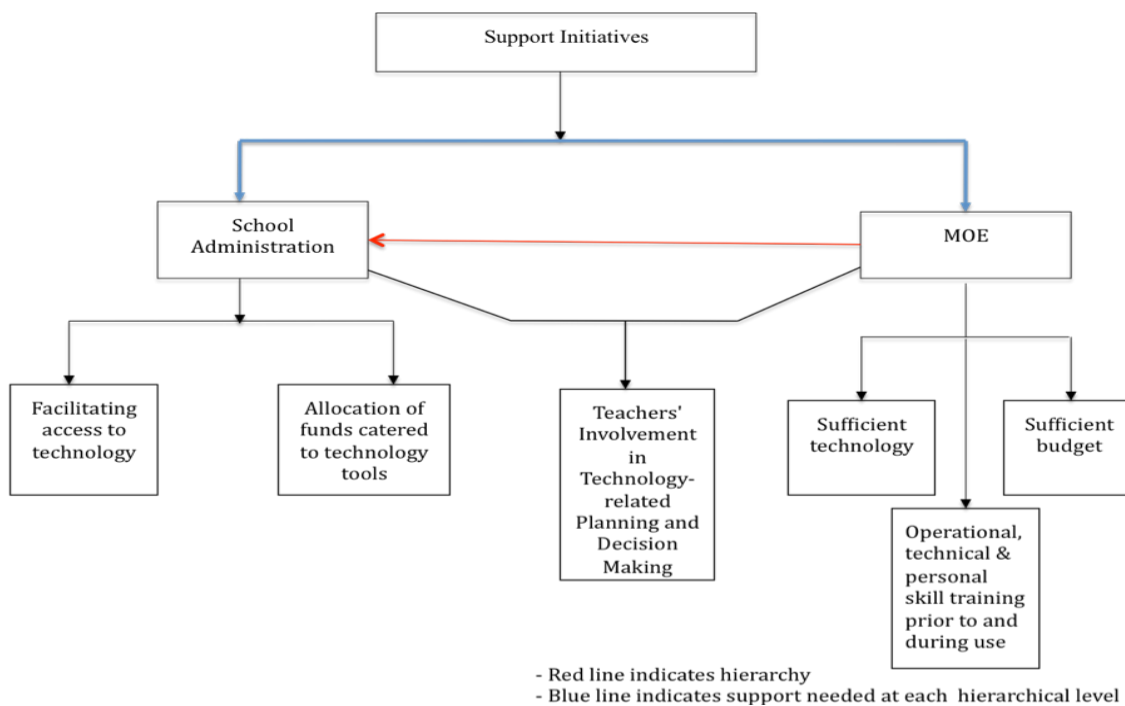 Support Initiatives
School
Administration
MOE
Facilitating
access to
technology
Allocation of
funds catered
to technology
tools
Teachers'
Involvement
in
Technology-
related
Planning and
Decision
Making
Sufficient
technology
Sufficient
budget
Operational,
technical &
personal
skill training
prior to and
during use
- Red line indicates hierarchy
- Blue line indicates support needed at each hierarchical level